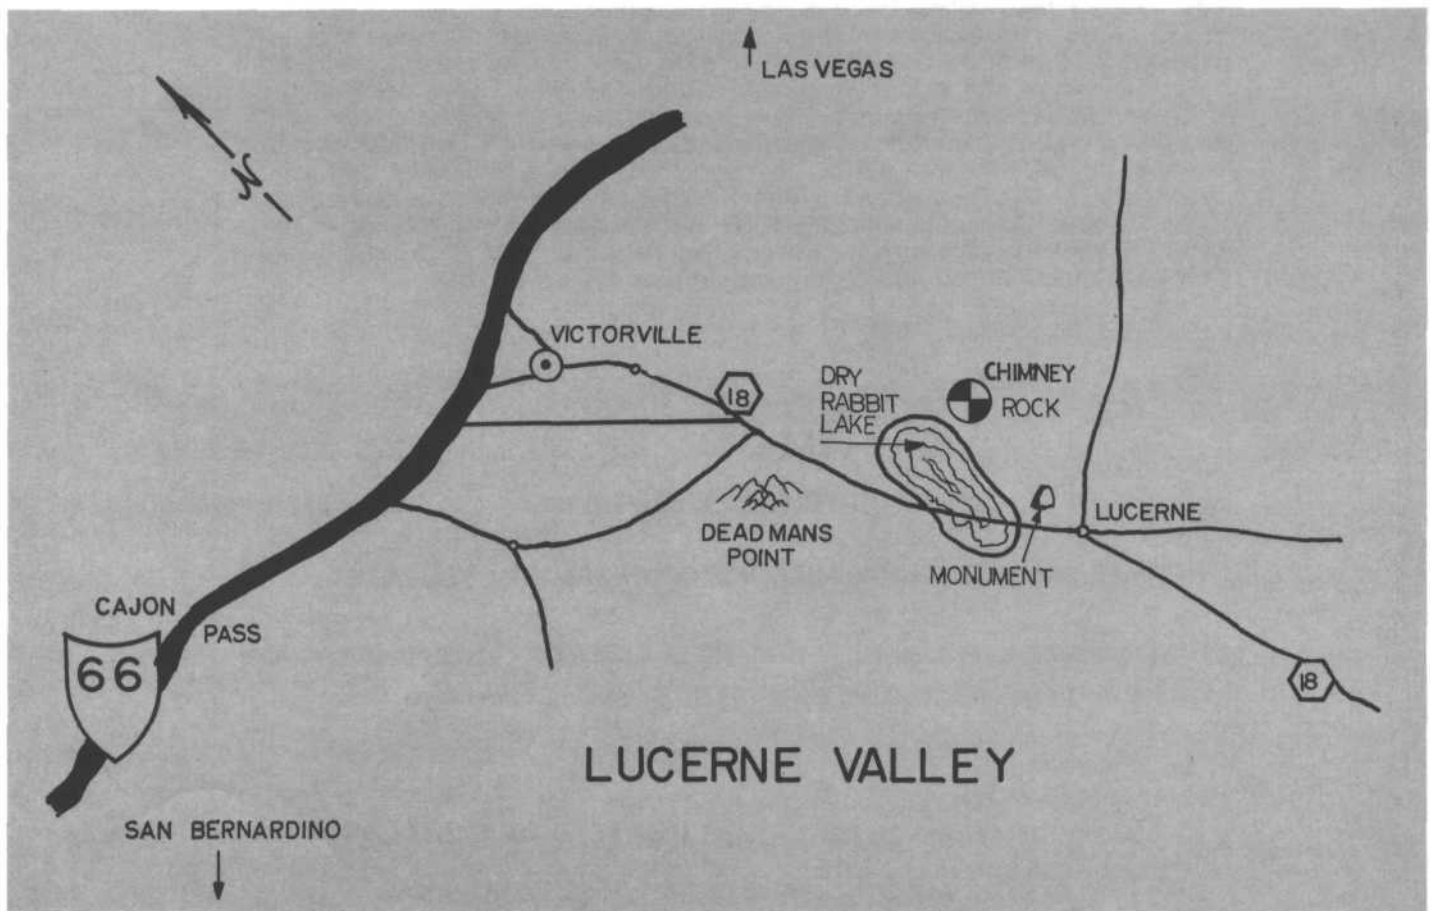 LAS VEGAS
N
VICTORVILLE
18
DRY
RABBIT
LAKE
CHIMNEY
ROCK
DEAD MANS
POINT
LUCERNE
MONUMENT
CAJON
PASS
66
18
LUCERNE VALLEY
SAN BERNARDINO